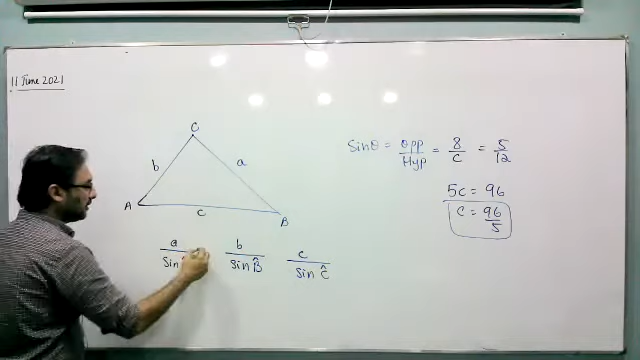 11 June 2021
C
b
a
A
c
B
a/Sin
b/Sin B̂
c/Sin Ĉ
Sinθ = opp/Hyp = 8/c = 5/12
5c = 96
c = 96/5